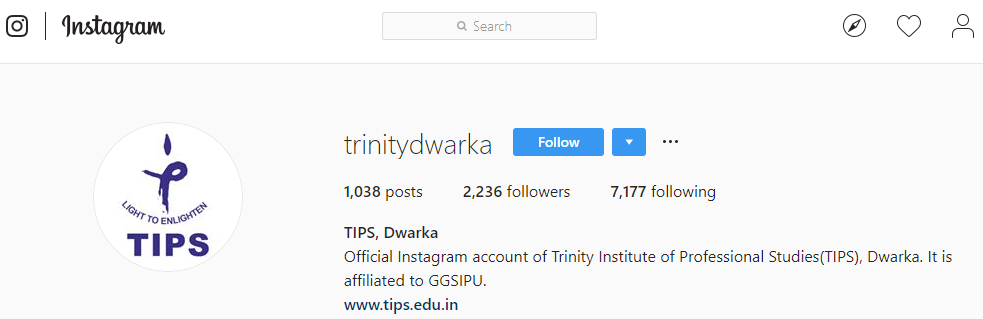 Instagram
Search
trinitydwarka
Follow
1,038 posts 2,236 followers 7,177 following
LIGHT TO ENLIGHTEN
TIPS
TIPS, Dwarka
Official Instagram account of Trinity Institute of Professional Studies(TIPS), Dwarka. It is
affiliated to GGSIPU.
www.tips.edu.in